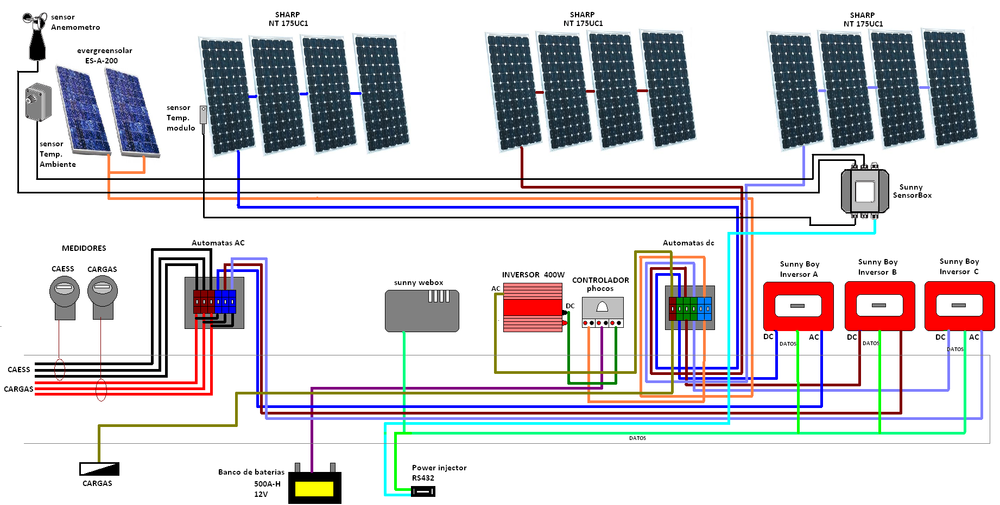 sensor
Anemometro
evergreensolar
ES-A-200
SHARP
NT 175UC1
SHARP
NT 175UC1
SHARP
NT 175UC1
sensor
Temp.
modulo
sensor
Temp.
Ambiente
Sunny
SensorBox
MEDIDORES
CAESS
CARGAS
Automatas AC
sunny webox
INVERSOR 400W
AC
DC
CONTROLADOR
phocos
Automatas dc
Sunny Boy
Inversor A
Sunny Boy
Inversor B
Sunny Boy
Inversor C
DC
DATOS
AC
DC
DATOS
DC
DATOS
AC
CAESS
CARGAS
DATOS
CARGAS
Banco de baterias
500A-H
12V
Power injector
RS432